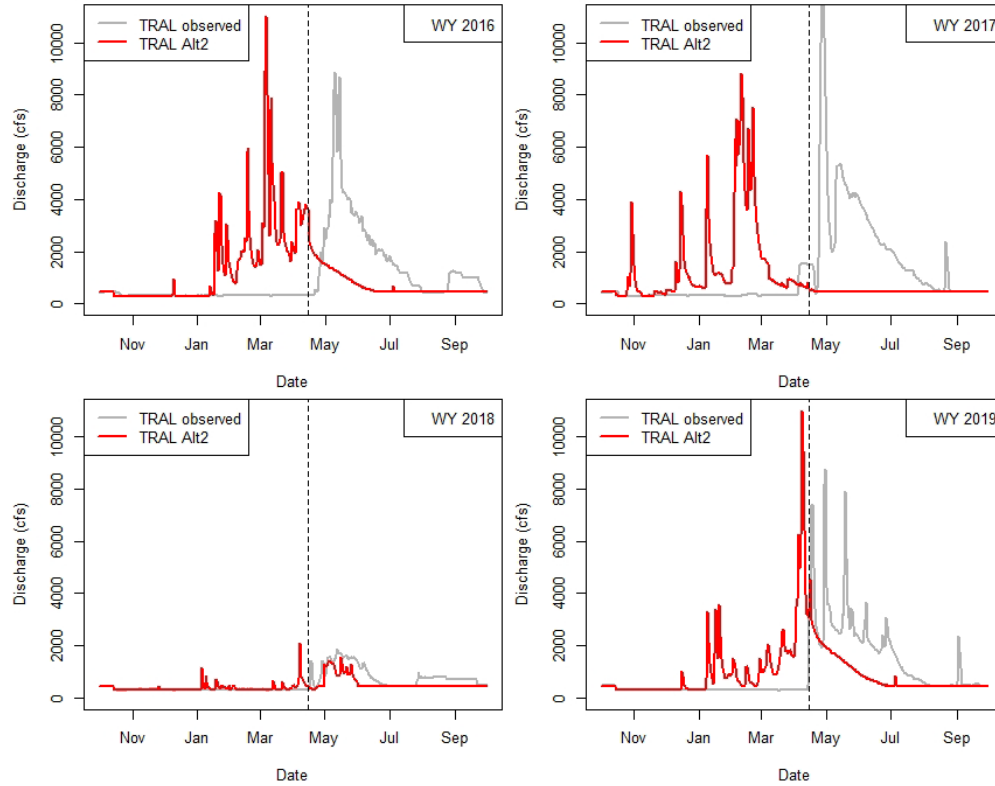 TRAL observed
TRAL Alt2
WY 2016
Discharge (cfs)
0 2000 4000 6000 8000 10000
Nov Jan Mar May Jul Sep
Date
TRAL observed
TRAL Alt2
WY 2017
Discharge (cfs)
0 2000 4000 6000 8000 10000
Nov Jan Mar May Jul Sep
Date
TRAL observed
TRAL Alt2
WY 2018
Discharge (cfs)
0 2000 4000 6000 8000 10000
Nov Jan Mar May Jul Sep
Date
TRAL observed
TRAL Alt2
WY 2019
Discharge (cfs)
0 2000 4000 6000 8000 10000
Nov Jan Mar May Jul Sep
Date